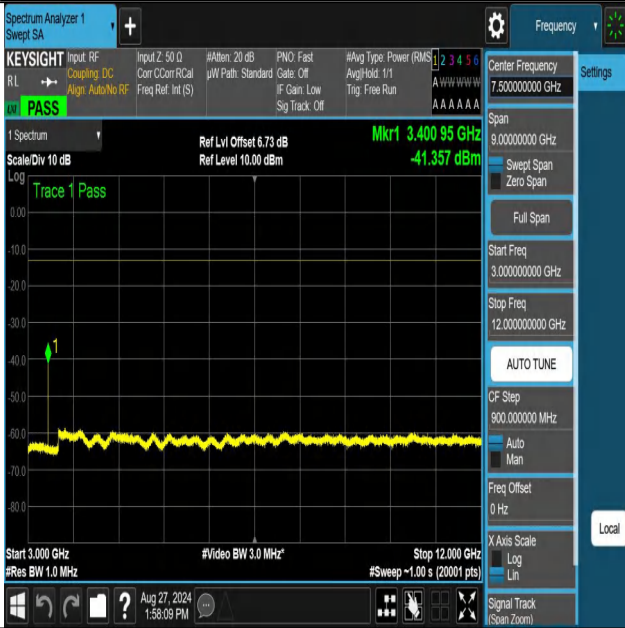 Spectrum Analyzer 1
Swept SA
+
Frequency
KEYSIGHT
RL
PASS
Input: RF
Coupling: DC
Align: Auto/No RF
Input Z: 50 Ω
Corr CCorr RCal
Freq Ref: Int (S)
#Atten: 20 dB
µW Path: Standard
PNO: Fast
Gate: Off
IF Gain: Low
Sig Track: Off
#Avg Type: Power (RMS
Avg|Hold: 1/1
Trig: Free Run
1 2 3 4 5 6
A W W W W W
A A A A A A
Center Frequency
7.500000000 GHz
Settings
Span
9.00000000 GHz
Swept Span
Zero Span
Full Span
Start Freq
3.000000000 GHz
Stop Freq
12.000000000 GHz
AUTO TUNE
CF Step
900.000000 MHz
Auto
Man
Freq Offset
0 Hz
X Axis Scale
Log
Lin
Local
Signal Track
(Span Zoom)
1 Spectrum
Scale/Div 10 dB
Log
Ref Lvl Offset 6.73 dB
Ref Level 10.00 dBm
Mkr1 3.400 95 GHz
-41.357 dBm
Trace 1 Pass
0.00
-10.0
-20.0
-30.0
-40.0
-50.0
-60.0
-70.0
-80.0
1
Start 3.000 GHz
#Res BW 1.0 MHz
#Video BW 3.0 MHz*
Stop 12.000 GHz
#Sweep ~1.00 s (20001 pts)
?
Aug 27, 2024
1:58:09 PM